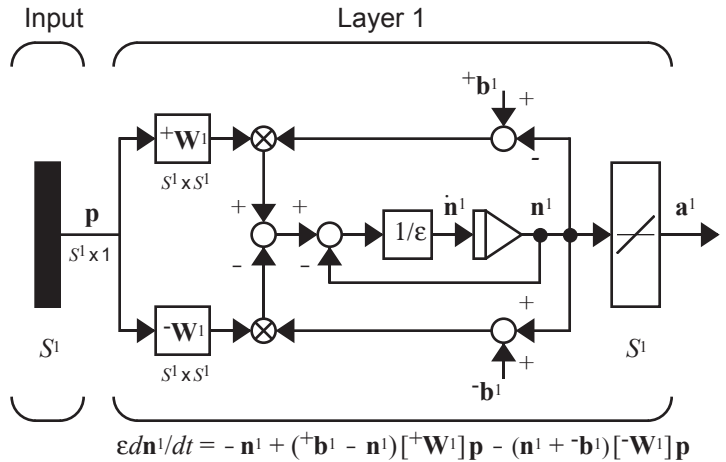 Input
Layer 1
⁺b¹
+
⁺W¹
-
S¹ x S¹
p
S¹ x 1
+
+
1/ε
ṅ¹
n¹
a¹
-
-
S¹
⁻W¹
S¹ x S¹
+
+
⁻b¹
S¹
εdn¹/dt = - n¹ + (⁺b¹ - n¹) [⁺W¹] p - (n¹ + ⁻b¹) [⁻W¹] p